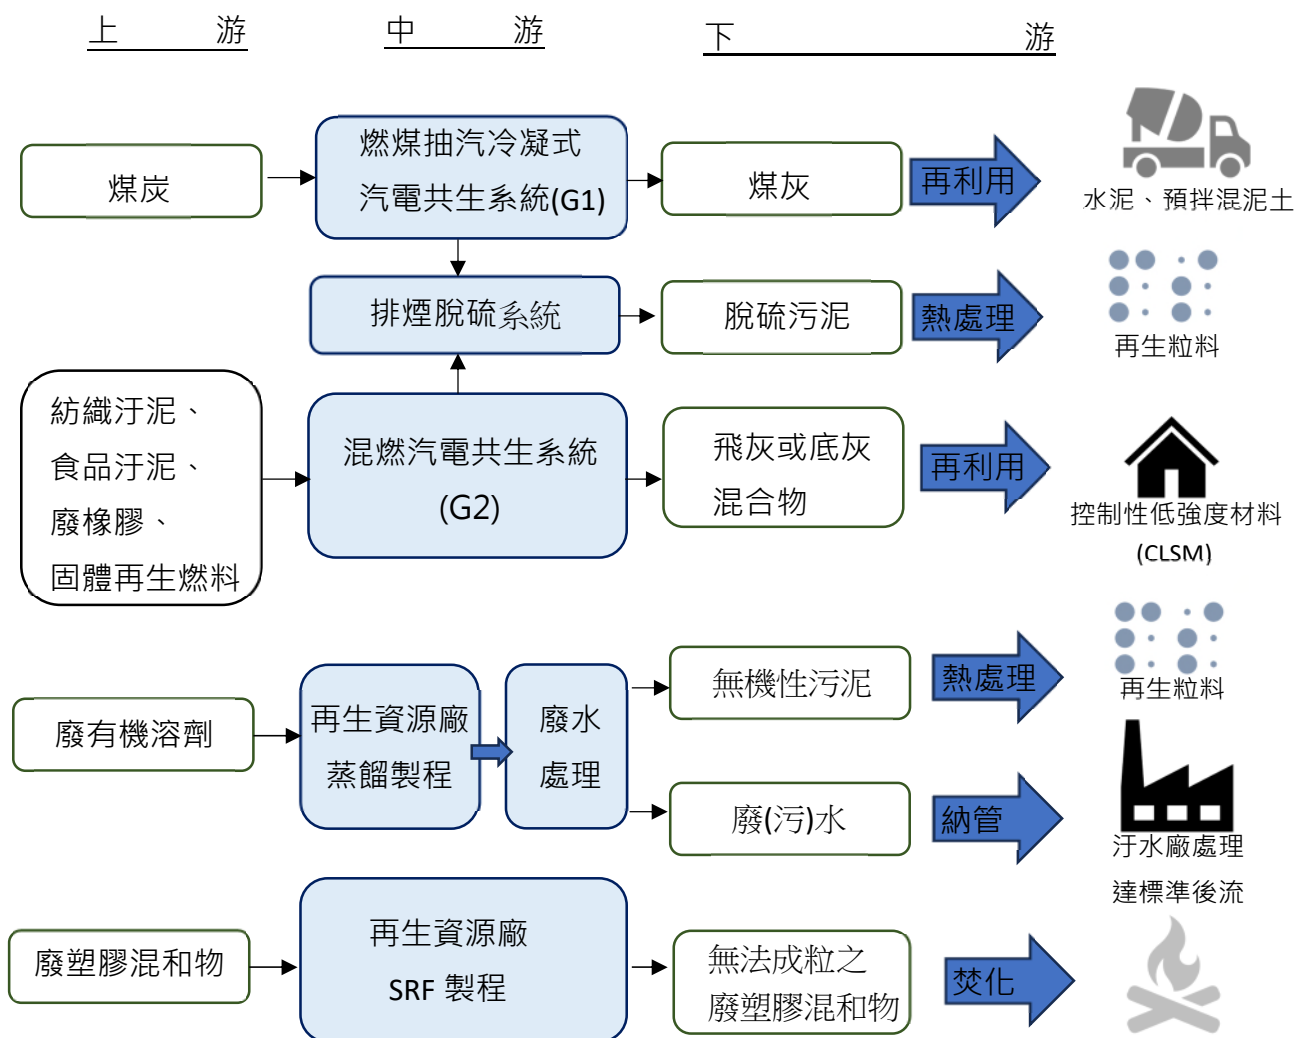 上 游
中 游
下 游
煤炭
燃煤抽汽冷凝式
汽電共生系統(G1)
煤灰
再利用
水泥、預拌混泥土
排煙脫硫系統
脫硫污泥
熱處理
再生粒料
紡織汙泥、
食品汙泥、
廢橡膠、
固體再生燃料
混燃汽電共生系統
(G2)
飛灰或底灰
混合物
再利用
控制性低強度材料
(CLSM)
廢有機溶劑
再生資源廠
蒸餾製程
廢水
處理
無機性污泥
熱處理
再生粒料
廢(污)水
納管
汙水廠處理
達標準後流
廢塑膠混和物
再生資源廠
SRF 製程
無法成粒之
廢塑膠混和物
焚化